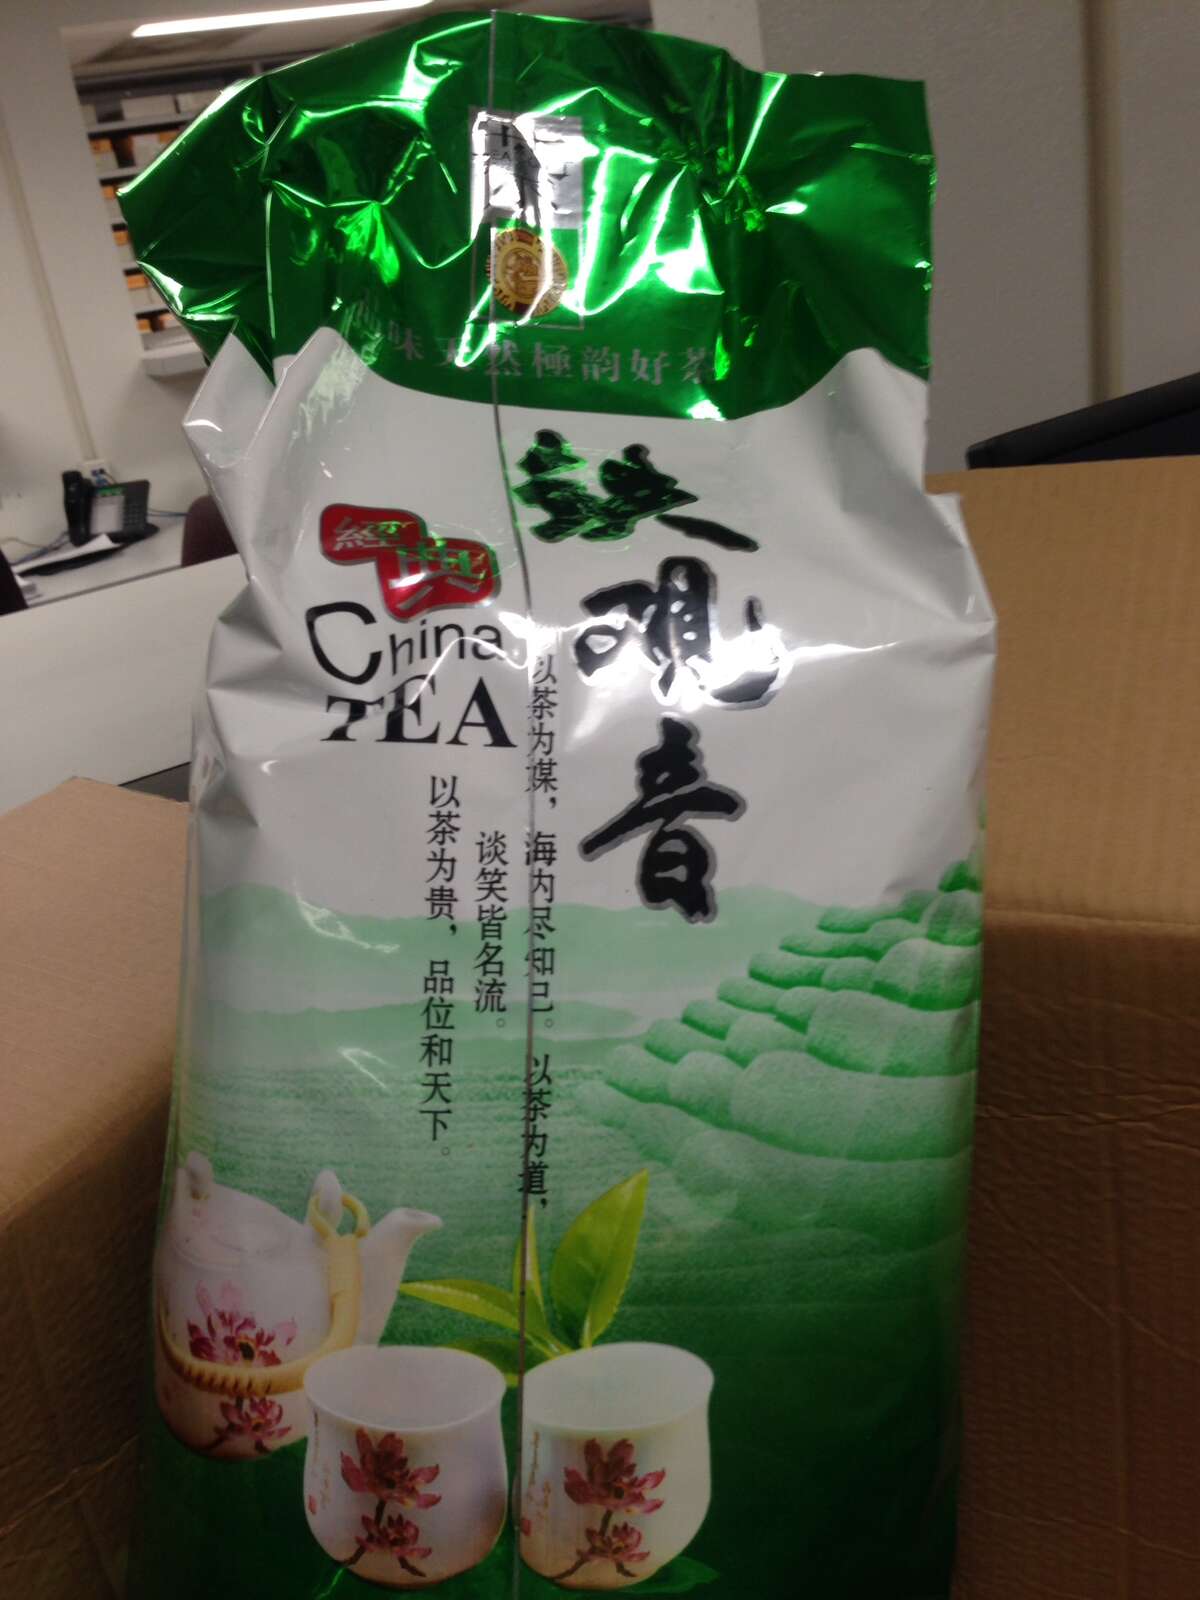 味天然極韵好茶
铁观音
經典
China
TEA
以茶为媒，海内尽知己。以茶为道，
谈笑皆名流。
以茶为贵，品位和天下。